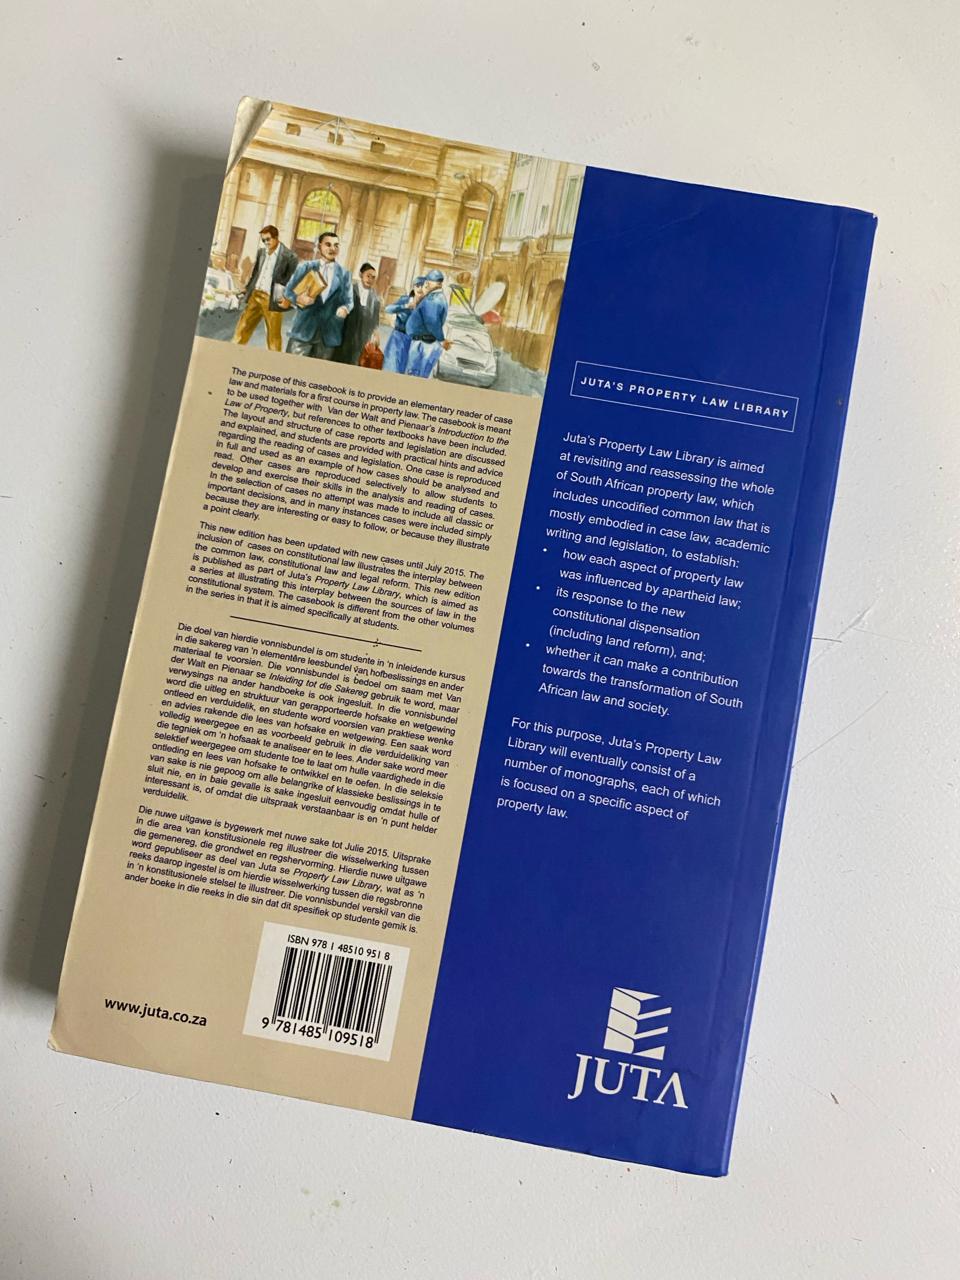 The purpose of this casebook is to provide an elementary reader of case
law and materials for a first course in property law. The casebook is meant
to be used together with Van der Walt and Pienaar's Introduction to the
Law of Property, but references to other textbooks have been included.
The layout and structure of case reports and legislation are discussed
and explained, and students are provided with practical hints and advice
regarding the reading of cases and legislation. One case is reproduced
in full and used as an example of how cases should be analysed and
read. Other cases are reproduced selectively to allow students to
develop and exercise their skills in the analysis and reading of cases.
In the selection of cases no attempt was made to include all classic or
important decisions, and in many instances cases were included simply
because they are interesting or easy to follow, or because they illustrate
a point clearly.
This new edition has been updated with new cases until July 2015. The
inclusion of cases on constitutional law illustrates the interplay between
the common law, constitutional law and legal reform. This new edition
is published as part of Juta's Property Law Library, which is aimed as
a series at illustrating this interplay between the sources of law in the
constitutional system. The casebook is different from the other volumes
in the series in that it is aimed specifically at students.
Die doel van hierdie vonnisbundel is om studente in 'n inleidende kursus
in die sakereg van 'n elementêre leesbundel van hofbeslissings en ander
materiaal te voorsien. Die vonnisbundel is bedoel om saam met Van
der Walt en Pienaar se Inleiding tot die Sakereg gebruik te word, maar
verwysings na ander handboeke is ook ingesluit. In die vonnisbundel
word die uitleg en struktuur van gerapporteerde hofsake en wetgewing
ontleed en verduidelik, en studente word voorsien van praktiese wenke
en advies rakende die lees van hofsake en wetgewing. Een saak word
volledig weergegee en as voorbeeld gebruik in die verduideliking van
die tegniek om 'n hofsaak te analiseer en te lees. Ander sake word meer
selektief weergegee om studente toe te laat om hulle vaardighede in die
ontleding en lees van hofsake te ontwikkel en te oefen. In die seleksie
van sake is nie gepoog om alle belangrike of klassieke beslissings in te
sluit nie, en in baie gevalle is sake ingesluit eenvoudig omdat hulle of
interessant is, of omdat die uitspraak verstaanbaar is en 'n punt helder
verduidelik.
Die nuwe uitgawe is bygewerk met nuwe sake tot Julie 2015. Uitsprake
in die area van konstitusionele reg illustreer die wisselwerking tussen
die gemenereg, die grondwet en regshervorming. Hierdie nuwe uitgawe
word gepubliseer as deel van Juta se Property Law Library, wat as 'n
reeks daarop ingestel is om hierdie wisselwerking tussen die regsbronne
in 'n konstitusionele stelsel te illustreer. Die vonnisbundel verskil van die
ander boeke in die reeks in die sin dat dit spesifiek op studente gemik is.
ISBN 978 1 48510 951 8
9 781485 109518
www.juta.co.za
JUTA'S PROPERTY LAW LIBRARY
Juta's Property Law Library is aimed
at revisiting and reassessing the whole
of South African property law, which
includes uncodified common law that is
mostly embodied in case law, academic
writing and legislation, to establish:
• how each aspect of property law
was influenced by apartheid law;
• its response to the new
constitutional dispensation
(including land reform), and;
• whether it can make a contribution
towards the transformation of South
African law and society.
For this purpose, Juta's Property Law
Library will eventually consist of a
number of monographs, each of which
is focused on a specific aspect of
property law.
JUTA